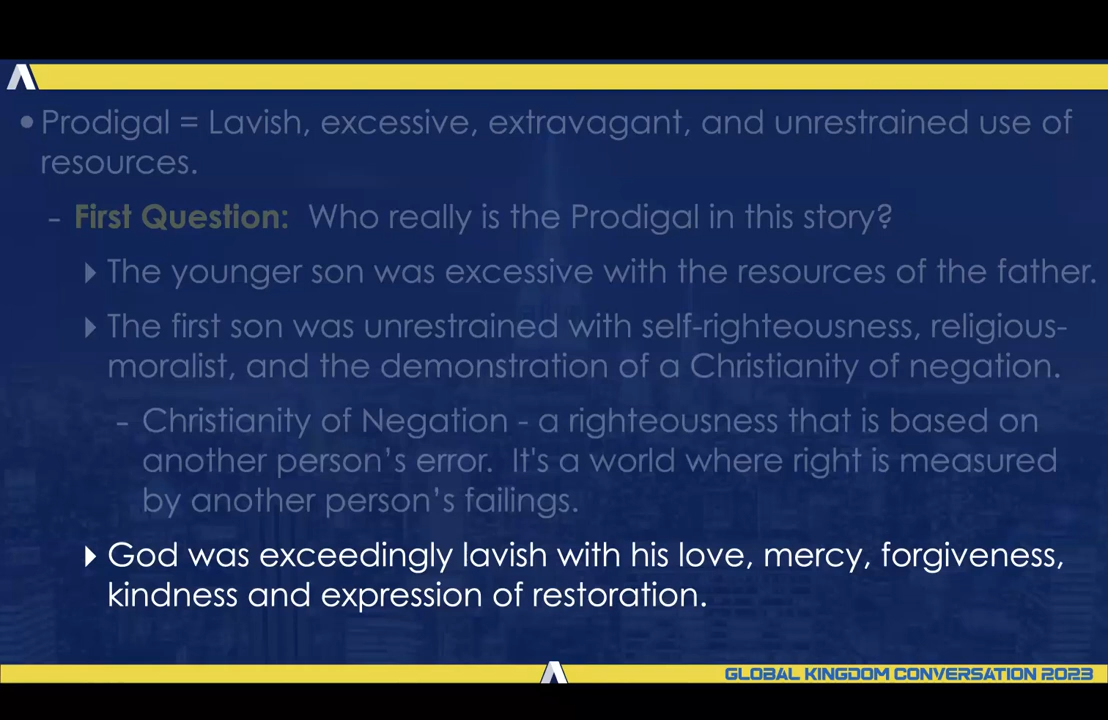 • Prodigal = Lavish, excessive, extravagant, and unrestrained use of
resources.
- First Question: Who really is the Prodigal in this story?
The younger son was excessive with the resources of the father.
The first son was unrestrained with self-righteousness, religious-
moralist, and the demonstration of a Christianity of negation.
- Christianity of Negation - a righteousness that is based on
another person’s error. It's a world where right is measured
by another person’s failings.
God was exceedingly lavish with his love, mercy, forgiveness,
kindness and expression of restoration.
GLOBAL KINGDOM CONVERSATION 2023